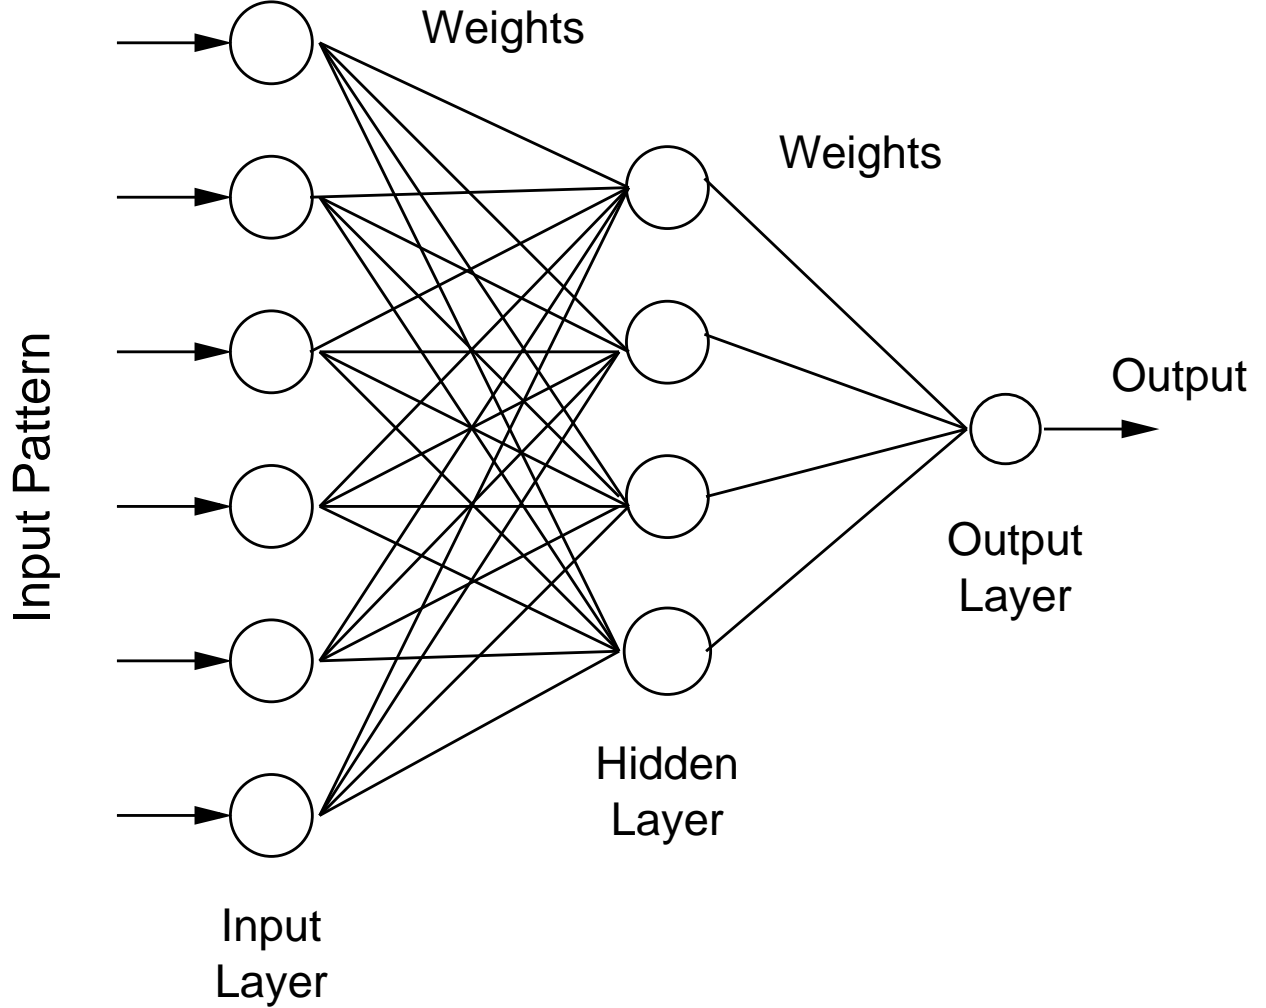 Weights
Weights
Input Pattern
Output
Output
Layer
Hidden
Layer
Input
Layer